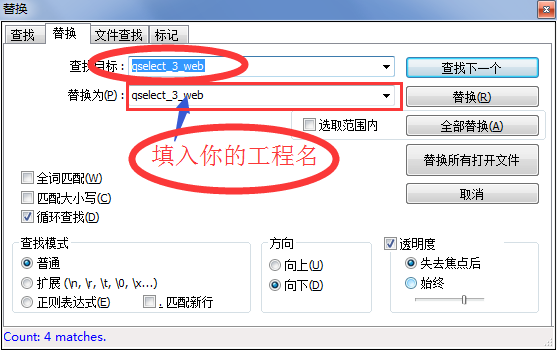 替换
查找 替换 文件查找 标记
查找目标： qselect_3_web 查找下一个
替换为(P)： qselect_3_web 替换(R)
选取范围内 全部替换(A)
填入你的工程名
替换所有打开文件
全词匹配(W)
取消
匹配大小写(C)
循环查找(D)
查找模式 方向 透明度
普通 向上(U) 失去焦点后
扩展 (\n, \r, \t, \0, \x...) 向下(D) 始终
正则表达式(E) . 匹配新行
Count: 4 matches.